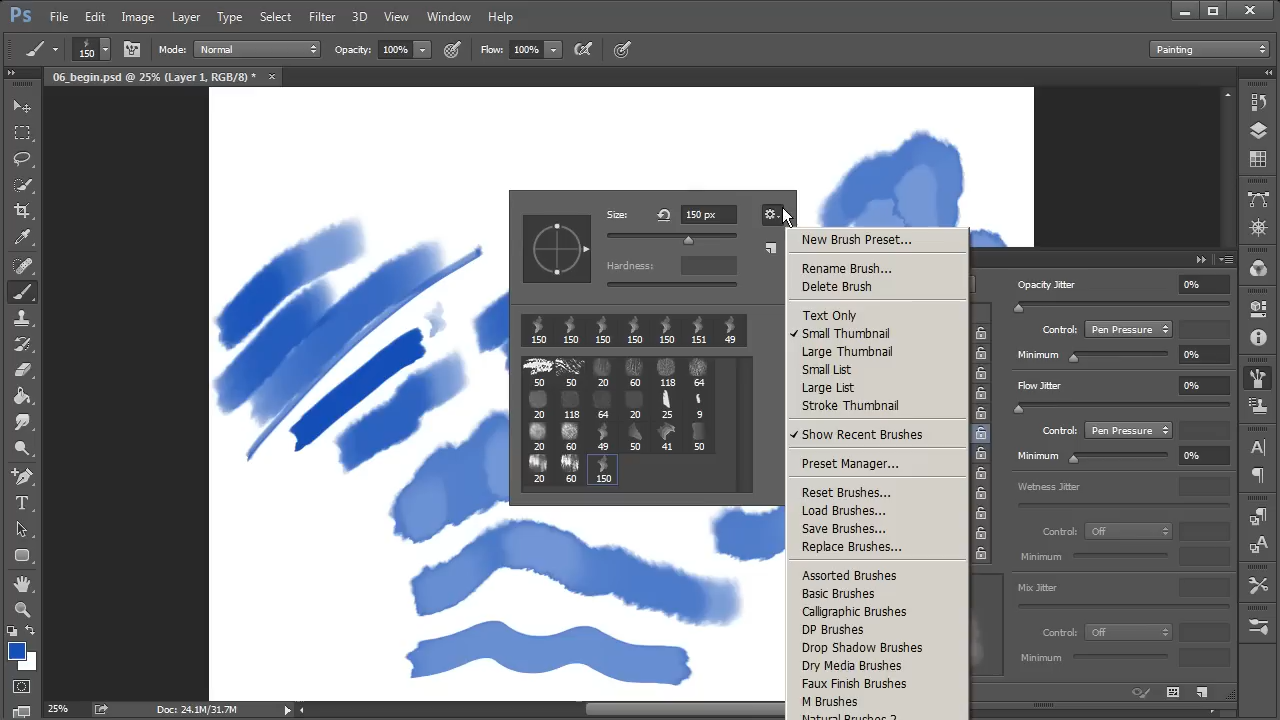 Ps File Edit Image Layer Type Select Filter 3D View Window Help
150 Mode: Normal Opacity: 100% Flow: 100% Painting
06_begin.psd @ 25% (Layer 1, RGB/8) *
Size: 150 px
Hardness:
150 150 150 150 150 151 49
50 50 20 60 118 64
20 118 64 20 25 9
20 60 49 50 41 50
20 60 150
New Brush Preset...
Rename Brush...
Delete Brush
Text Only
Small Thumbnail
Large Thumbnail
Small List
Large List
Stroke Thumbnail
Show Recent Brushes
Preset Manager...
Reset Brushes...
Load Brushes...
Save Brushes...
Replace Brushes...
Assorted Brushes
Basic Brushes
Calligraphic Brushes
DP Brushes
Drop Shadow Brushes
Dry Media Brushes
Faux Finish Brushes
M Brushes
Natural Brushes 2
Opacity Jitter 0%
Control: Pen Pressure
Minimum 0%
Flow Jitter 0%
Control: Pen Pressure
Minimum 0%
Wetness Jitter
Control: Off
Minimum
Mix Jitter
Control: Off
Minimum
25% Doc: 24.1M/31.7M